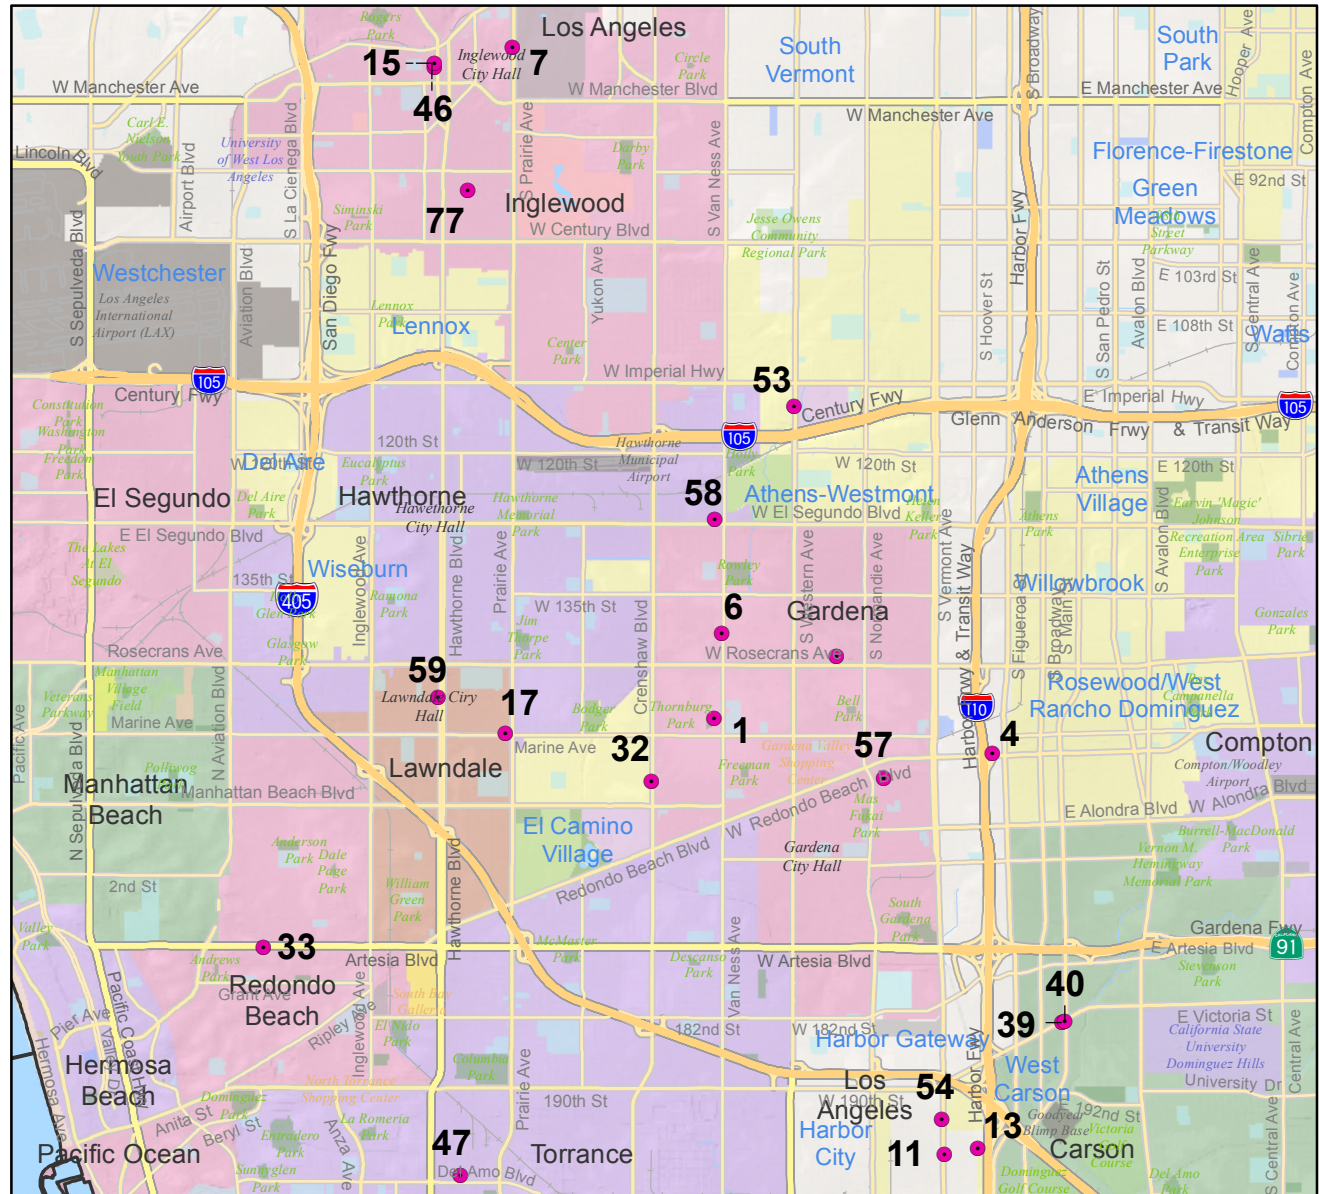 Rogers
Park
Los Angeles
15
Inglewood
City Hall
7
Circle
Park
South
Vermont
South
Park
Hooper Ave
S Broadway
Compton Ave
W Manchester Ave
46
W Manchester Blvd
E Manchester Ave
W Manchester Ave
Carl E.
Nielson
Youth Park
Lincoln Blvd
Airport Blvd
University
of West Los
Angeles
S La Cienega Blvd
S Prairie Ave
Darby
Park
S Van Ness Ave
Florence-Firestone
E 92nd St
Green
Meadows
Street
Parkway
77
Inglewood
Siminski
Park
W Century Blvd
Jesse Owens
Community
Regional Park
Harbor Fwy
S Sepulveda Blvd
Westchester
Los Angeles
International
Airport (LAX)
Aviation Blvd
San Diego Fwy
Lennox
Park
Lennox
Yukon Ave
Center
Park
S Hoover St
S San Pedro St
Avalon Blvd
E 103rd St
S Central Ave
E 108th St
Watts
Compton Ave
105
Century Fwy
W Imperial Hwy
53
Century Fwy
E Imperial Hwy
105
Glenn Anderson Frwy & Transit Way
Constitution
Park
Washington
Park
Freedom
Park
120th St
105
Hawthorne
Municipal
Airport
Holly
Park
W 120th St
Del Aire
Eucalyptus
Park
W 120th St
W 120th St
E 120th St
Athens
Village
El Segundo
Del Aire
Park
Hawthorne
Hawethorne
City Hall
Hawthorne
Memorial
Park
58
Athens-Westmont
W El Segundo Blvd
Helen
Keller
Park
Athens
Park
Earvin 'Magic'
Johnson
Recreation Area
Enterprise
Park
Sibrie
Park
E El Segundo Blvd
The Lakes
At El
Segundo
Wiseburn
135th St
405
Glasgow
Park
Inglewood Ave
Ramona
Park
Hawthorne Blvd
Prairie Ave
W 135th St
Jim
Thorpe
Park
Crenshaw Blvd
Rowley
Park
6
Gardena
S Western Ave
S Normandie Ave
S Vermont Ave
Harbor Fwy & Transit Way
Willowbrook
S Figueroa St
S Broadway
S Main St
S Avalon Blvd
Gonzales
Park
Rosecrans Ave
W Rosecrans Ave
Manhattan
Village
Field
Veterans
Parkway
Marine Ave
Pacific Ave
N Aviation Blvd
59
Lawndale Ciry
Hall
17
Marine Ave
Bodger
Park
Thornburg
Park
1
Bell
Park
110
Rosewood/West
Rancho Dominguez
Campanella
4
Compton
Compton/Woodley
Airport
N Sepulveda Blvd
Manhattan
Beach
Polliwog
Park
Manhattan Beach Blvd
Lawndale
32
Freeman
Park
Gardena Valley
Shopping
Center
57
W Redondo Beach Blvd
Mas
Fukai
Park
E Alondra Blvd
W Alondra Blvd
El Camino
Village
Redondo Beach Blvd
Gardena
City Hall
Burrell-MacDonald
Park
Vernon M.
Hemingway
Memorial Park
Anderson
Park
Dale
Page
Park
2nd St
William
Green
Park
Hawthorne Blvd
South
Gardena
Park
Valley
Park
33
Andrews
Park
Artesia Blvd
McMaster
Park
Descanso
Park
Van Ness Ave
W Artesia Blvd
Gardena Fwy
E Artesia Blvd
91
Stevenson
Park
Redondo
Beach
Grant Ave
Ripley Ave
Inglewood Ave
South Bay
Galleria
El Nido
Park
182nd St
W 182nd St
Harbor Gateway
40
39
E Victoria St
California State
University
Dominguez Hills
Central Ave
Pier Ave
Valley Dr
Pacific Coast Hwy
Hermosa Ave
Hermosa
Beach
North Torrance
Shopping Center
Columbia
Park
Prairie Ave
190th St
Los
Angeles
W 190th St
54
Harbor Fwy
West
Carson
University Dr
Dominguez
Park
Anita St
Beryl St
La Romeria
Park
Anza Ave
Entradero
Park
Harbor
City
11
13
Goodyear
Blimp Base
E 192nd St
Victoria
Golf
Course
Carson
S Central Ave
Pacific Ocean
Sunnyglen
Park
47
Del Amo Blvd
Torrance
Dominguez
Golf Course
Del Amo
Park